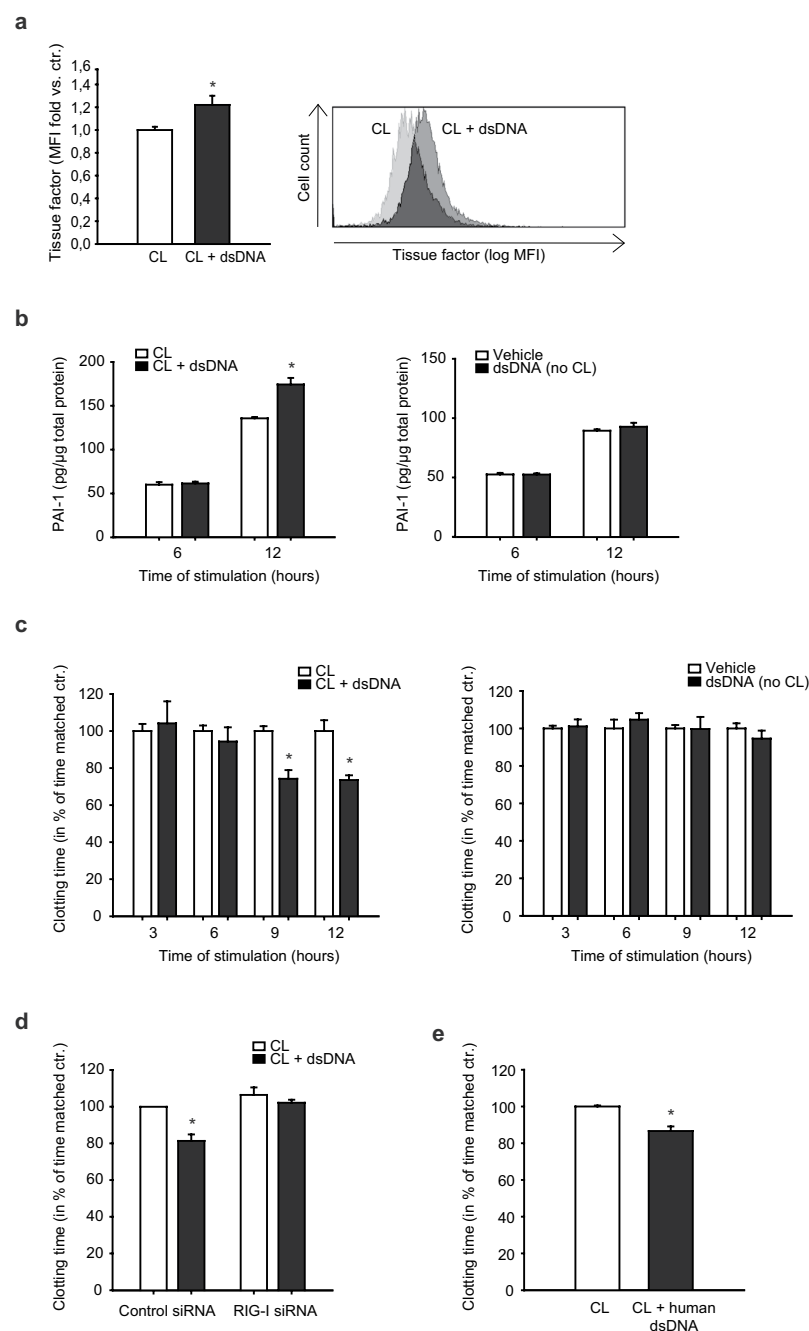 a
Tissue factor (MFI fold vs. ctr.)
1,6
1,4
1,2
1,0
0,8
0,6
0,4
0,2
0,0
*
CL
CL + dsDNA
Cell count
CL
CL + dsDNA
Tissue factor (log MFI)
b
CL
CL + dsDNA
PAI-1 (pg/µg total protein)
200
150
100
50
0
*
6
12
Time of stimulation (hours)
Vehicle
dsDNA (no CL)
PAI-1 (pg/µg total protein)
150
100
50
0
6
12
Time of stimulation (hours)
c
CL
CL + dsDNA
Clotting time (in % of time matched ctr.)
120
100
80
60
40
20
0
*
*
3
6
9
12
Time of stimulation (hours)
Vehicle
dsDNA (no CL)
Clotting time (in % of time matched ctr.)
120
100
80
60
40
20
0
3
6
9
12
Time of stimulation (hours)
d
CL
CL + dsDNA
Clotting time (in % of time matched ctr.)
120
100
80
60
40
20
0
*
Control siRNA
RIG-I siRNA
e
Clotting time (in % of time matched ctr.)
120
100
80
60
40
20
0
*
CL
CL + human
dsDNA